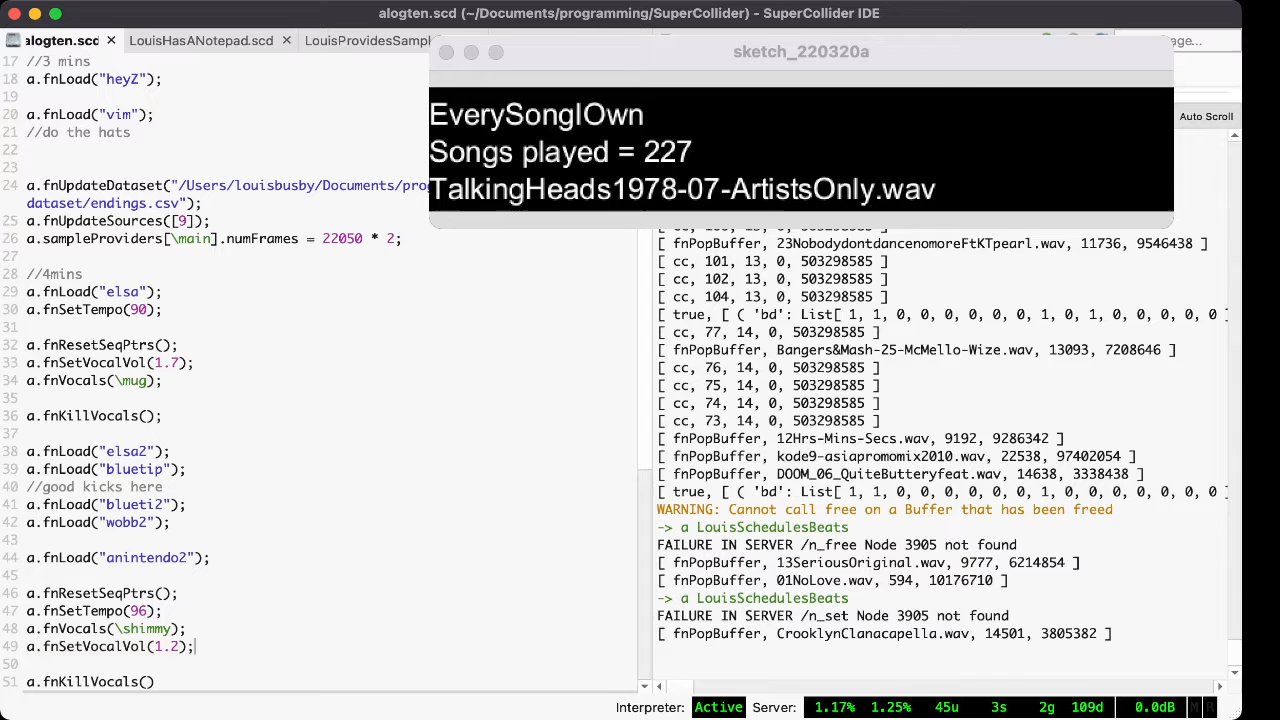 alogten.scd (~/Documents/programming/SuperCollider) - SuperCollider IDE
alogten.scd × LouisHasANotepad.scd × LouisProvidesSampl
age...
sketch_220320a
EverySongIOwn
Songs played = 227
TalkingHeads1978-07-ArtistsOnly.wav
Auto Scroll
17 //3 mins
18 a.fnLoad("heyZ");
19
20 a.fnLoad("vim");
21 //do the hats
22
23
24 a.fnUpdateDataset("/Users/louisbusby/Documents/pro
dataset/endings.csv");
25 a.fnUpdateSources([9]);
26 a.sampleProviders[\main].numFrames = 22050 * 2;
27
28 //4mins
29 a.fnLoad("elsa");
30 a.fnSetTempo(90);
31
32 a.fnResetSeqPtrs();
33 a.fnSetVocalVol(1.7);
34 a.fnVocals(\mug);
35
36 a.fnKillVocals();
37
38 a.fnLoad("elsa2");
39 a.fnLoad("bluetip");
40 //good kicks here
41 a.fnLoad("blueti2");
42 a.fnLoad("wobb2");
43
44 a.fnLoad("anintendo2");
45
46 a.fnResetSeqPtrs();
47 a.fnSetTempo(96);
48 a.fnVocals(\shimmy);
49 a.fnSetVocalVol(1.2);
50
51 a.fnKillVocals()
[ fnPopBuffer, 23NobodydontdancenomoreFtKTpearl.wav, 11736, 9546438 ]
[ cc, 101, 13, 0, 503298585 ]
[ cc, 102, 13, 0, 503298585 ]
[ cc, 104, 13, 0, 503298585 ]
[ true, [ ( 'bd': List[ 1, 1, 0, 0, 0, 0, 0, 0, 1, 0, 1, 0, 0, 0, 0, 0 ]
[ cc, 77, 14, 0, 503298585 ]
[ fnPopBuffer, Bangers&Mash-25-McMello-Wize.wav, 13093, 7208646 ]
[ cc, 76, 14, 0, 503298585 ]
[ cc, 75, 14, 0, 503298585 ]
[ cc, 74, 14, 0, 503298585 ]
[ cc, 73, 14, 0, 503298585 ]
[ fnPopBuffer, 12Hrs-Mins-Secs.wav, 9192, 9286342 ]
[ fnPopBuffer, kode9-asiapromomix2010.wav, 22538, 97402054 ]
[ fnPopBuffer, DOOM_06_QuiteButteryfeat.wav, 14638, 3338438 ]
[ true, [ ( 'bd': List[ 1, 1, 0, 0, 0, 0, 0, 0, 1, 0, 0, 0, 0, 0, 0, 0 ]
WARNING: Cannot call free on a Buffer that has been freed
-> a LouisSchedulesBeats
FAILURE IN SERVER /n_free Node 3905 not found
[ fnPopBuffer, 13SeriousOriginal.wav, 9777, 6214854 ]
[ fnPopBuffer, 01NoLove.wav, 594, 10176710 ]
-> a LouisSchedulesBeats
FAILURE IN SERVER /n_set Node 3905 not found
[ fnPopBuffer, CrooklynClanacapella.wav, 14501, 3805382 ]
Interpreter: Active Server: 1.17% 1.25% 45u 3s 2g 109d 0.0dB M R